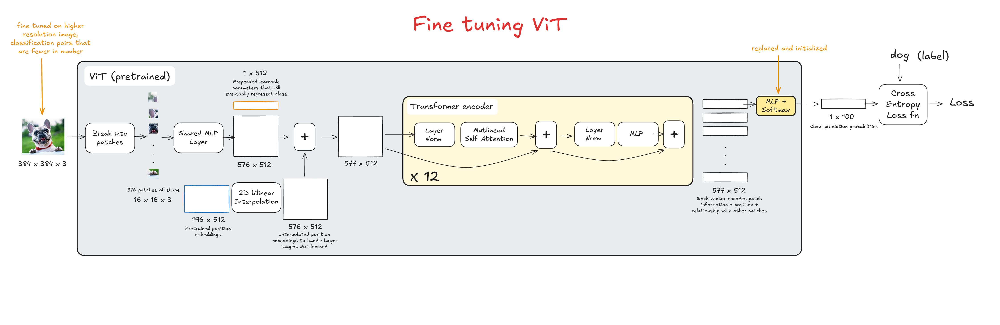 Fine tuning ViT
fine tuned on higher
resolution image,
classification pairs that
are fewer in number
384 x 384 x 3
ViT (pretrained)
Break into
patches
576 patches of shape
16 x 16 x 3
Shared MLP
Layer
1 x 512
Prepended learnable
parameters that will
eventually represent class
576 x 512
196 x 512
Pretrained position
embeddings
2D bilinear
Interpolation
+
576 x 512
Interpolated position
embeddings to handle larger
images. Not learned
577 x 512
Transformer encoder
Layer
Norm
Mutlihead
Self Attention
+
Layer
Norm
MLP
+
x 12
577 x 512
Each vector encodes patch
information + position +
relationship with other patches
replaced and initialized
MLP +
Softmax
1 x 100
Class prediction probabilities
dog (label)
Cross
Entropy
Loss fn
Loss